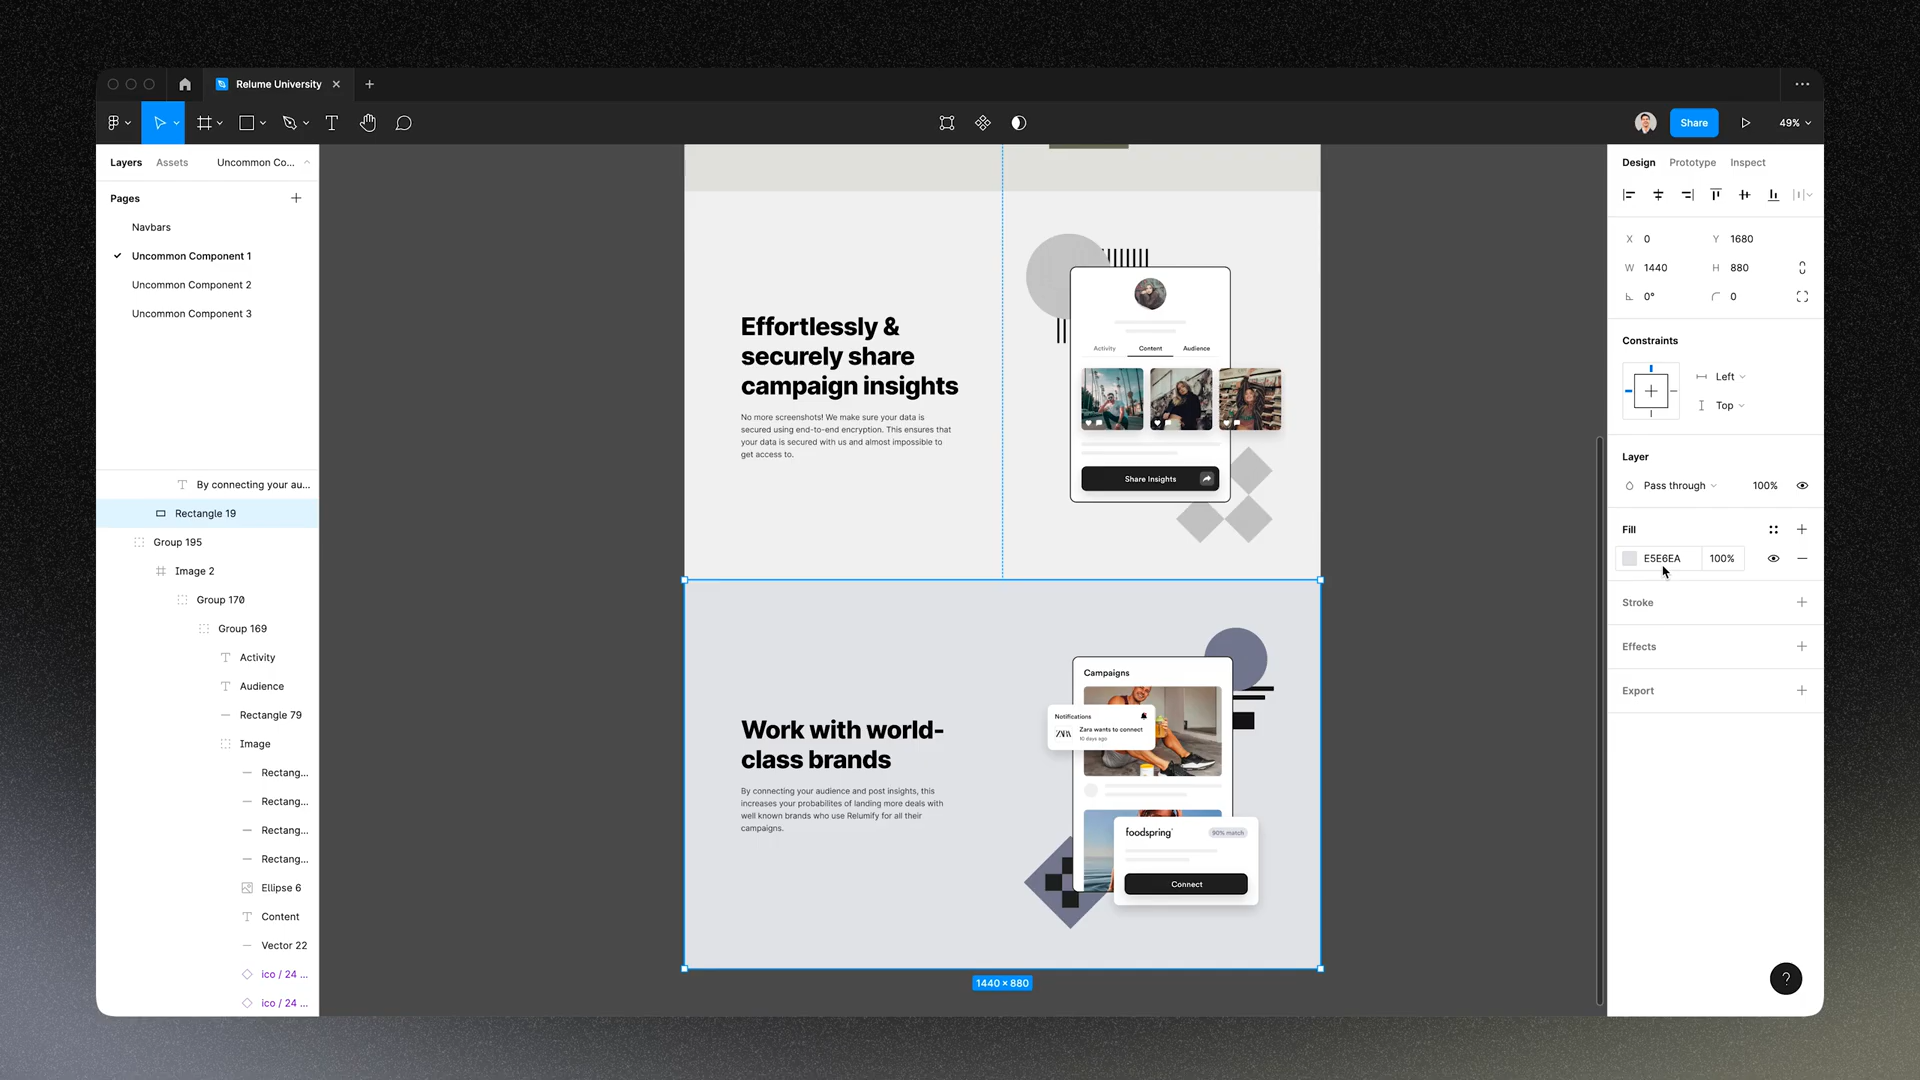 Relume University
Share
49%
Layers
Assets
Uncommon Co...
Pages
Navbars
Uncommon Component 1
Uncommon Component 2
Uncommon Component 3
By connecting your au...
Rectangle 19
Group 195
Image 2
Group 170
Group 169
Activity
Audience
Rectangle 79
Image
Rectang...
Rectang...
Rectang...
Rectang...
Ellipse 6
Content
Vector 22
ico / 24 ...
ico / 24 ...
Effortlessly &
securely share
campaign insights
No more screenshots! We make sure your data is
secured using end-to-end encryption. This ensures that
your data is secured with us and almost impossible to
get access to.
Activity
Content
Audience
Share Insights
Work with world-
class brands
By connecting your audience and post insights, this
increases your probabilites of landing more deals with
well known brands who use Relumify for all their
campaigns.
Campaigns
Notifications
ZARA
Zara wants to connect
10 days ago
foodspring
90% match
Connect
1440 × 880
Design
Prototype
Inspect
X 0
Y 1680
W 1440
H 880
0°
0
Constraints
Left
Top
Layer
Pass through
100%
Fill
E5E6EA
100%
Stroke
Effects
Export
?